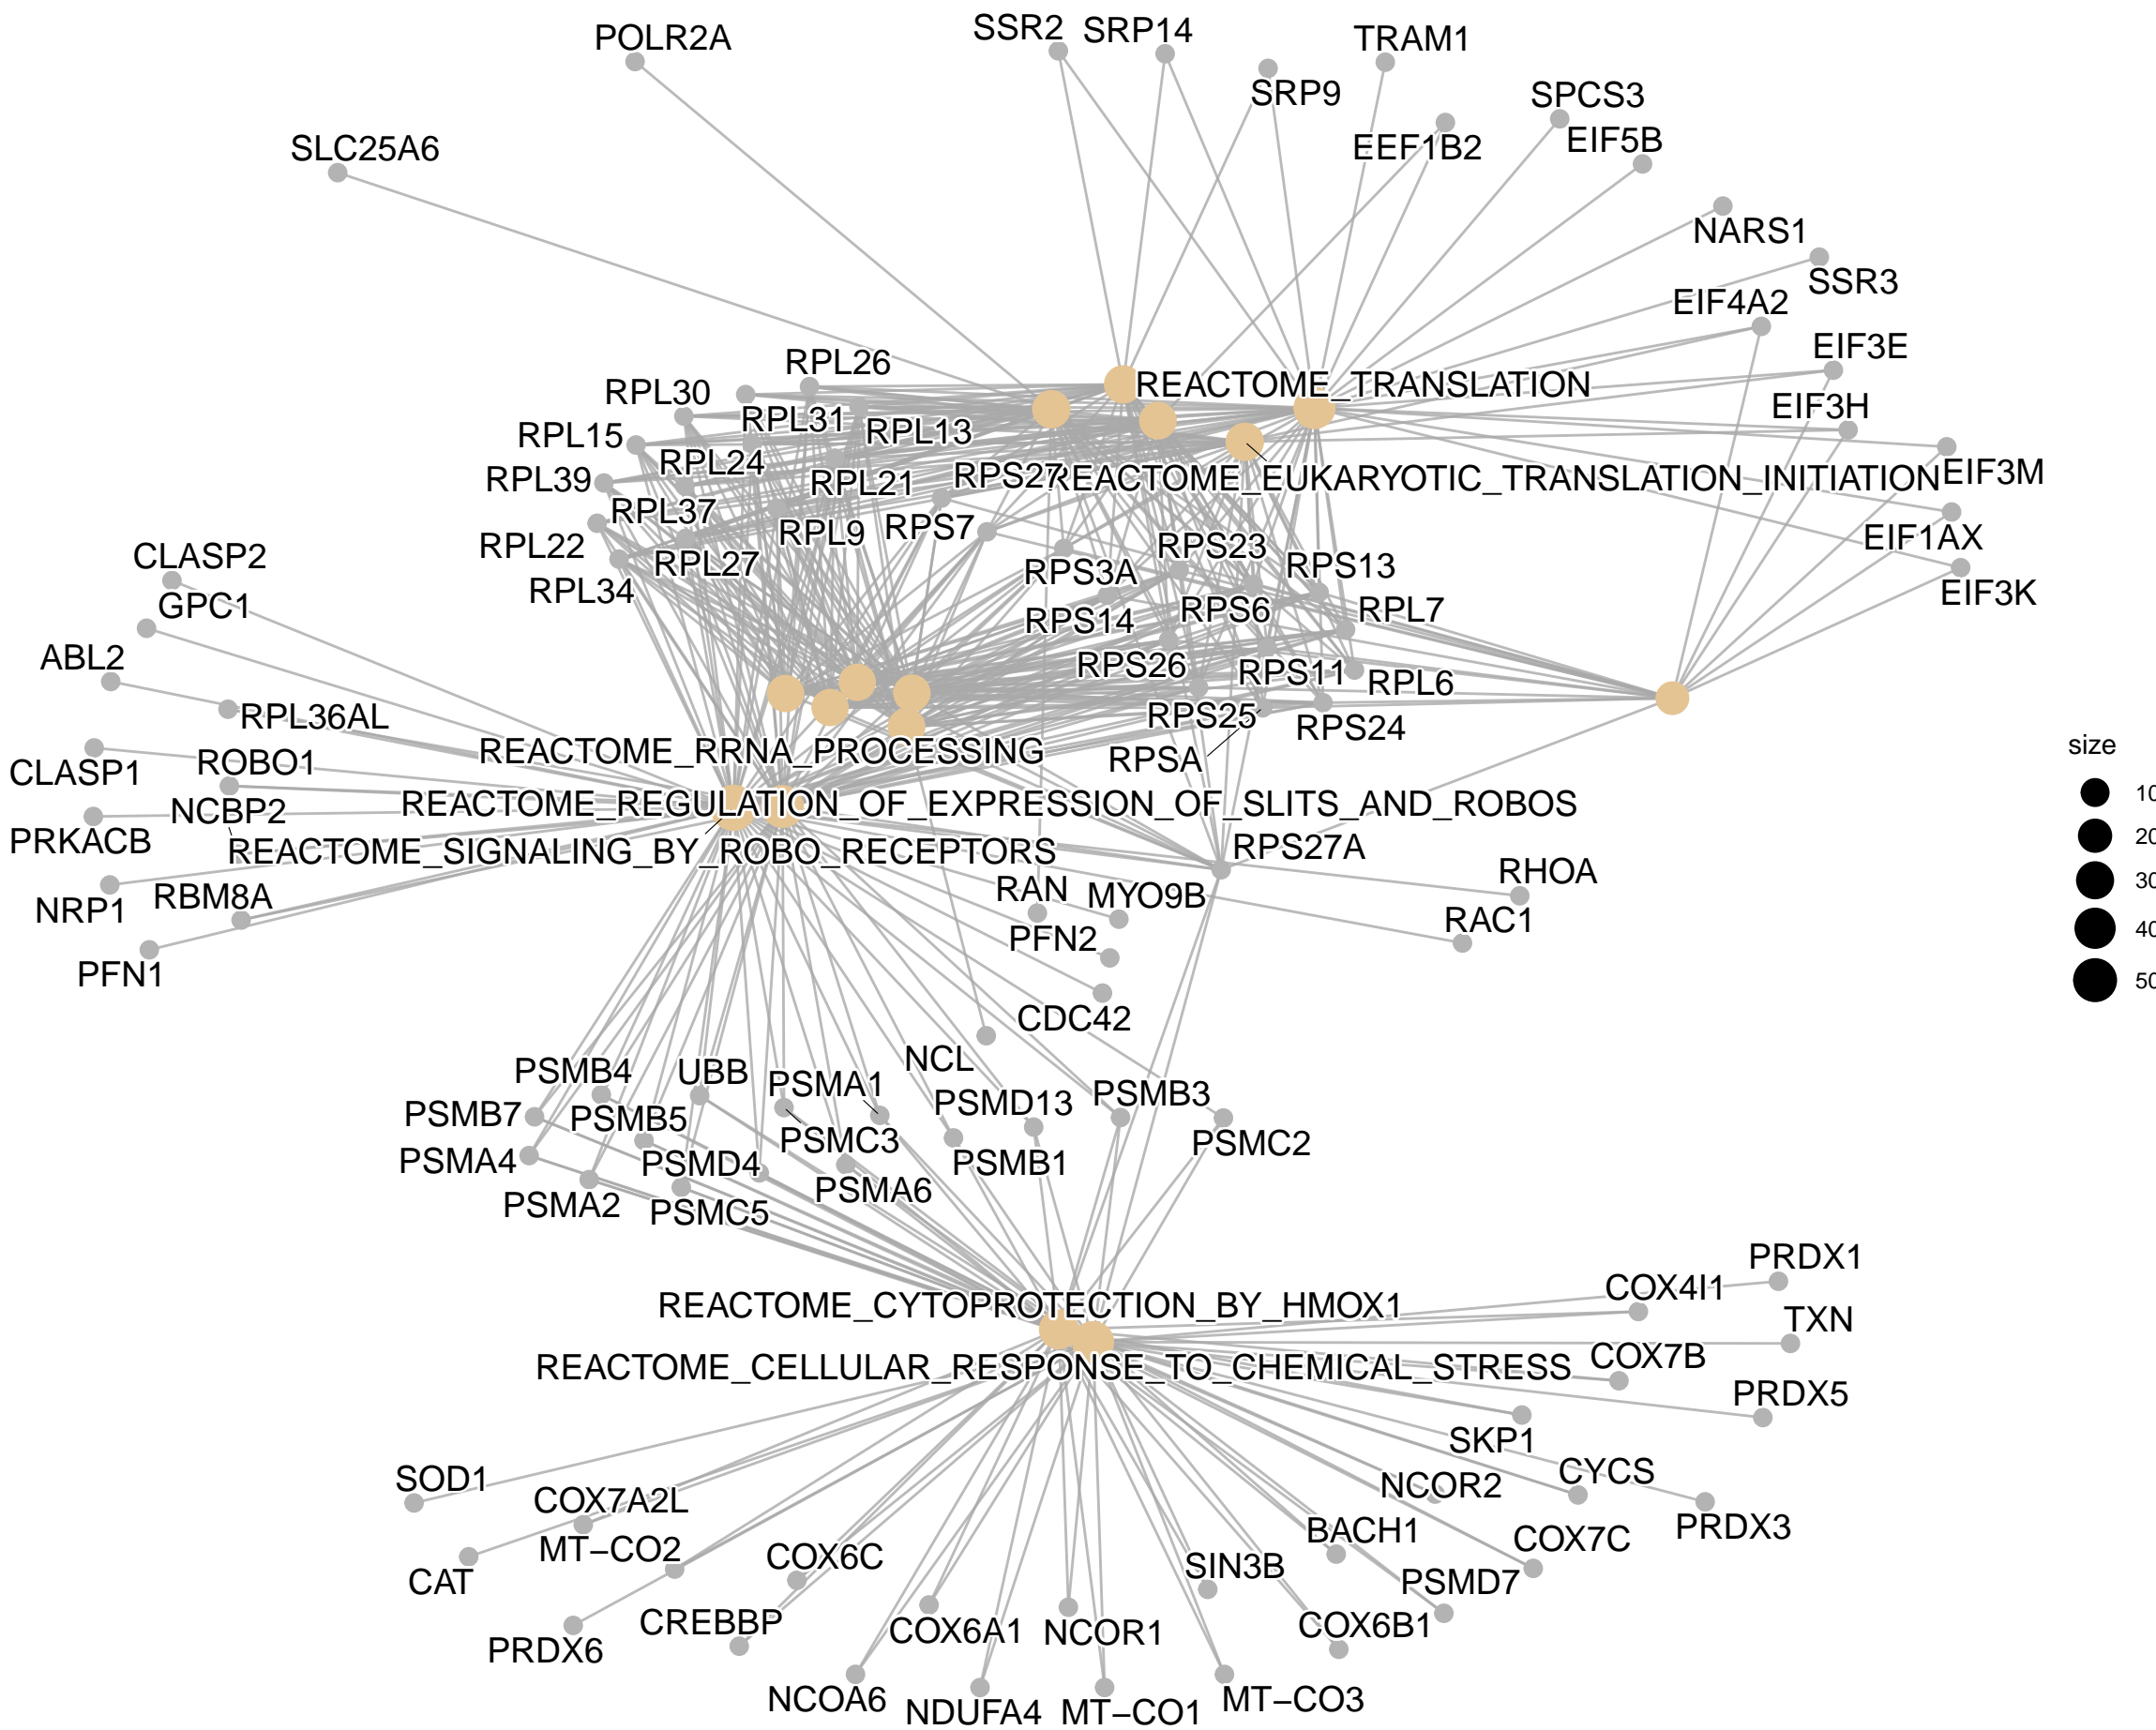 POLR2A
SSR2
SRP14
TRAM1
SRP9
SPCS3
SLC25A6
EEF1B2
EIF5B
NARS1
SSR3
EIF4A2
EIF3E
RPL26
RPL30
REACTOME_TRANSLATION
EIF3H
RPL31
RPL13
RPL15
RPL24
RPL39
RPL21
RPS27
REACTOME_EUKARYOTIC_TRANSLATION_INITIATION
EIF3M
RPL37
RPL9
RPS7
RPL22
RPL27
RPS23
EIF1AX
CLASP2
RPS3A
RPS13
RPL34
EIF3K
GPC1
RPS14
RPS6
RPL7
ABL2
RPS26
RPS11
RPL6
RPL36AL
RPS25
RPS24
REACTOME_RRNA_PROCESSING
RPSA
CLASP1
ROBO1
size
10
20
30
40
50
NCBP2
REACTOME_REGULATION_OF_EXPRESSION_OF_SLITS_AND_ROBOS
PRKACB
REACTOME_SIGNALING_BY_ROBO_RECEPTORS
RPS27A
RHOA
NRP1
RBM8A
RAN
MYO9B
RAC1
PFN2
PFN1
CDC42
NCL
PSMB4
UBB
PSMA1
PSMD13
PSMB3
PSMB7
PSMB5
PSMC3
PSMC2
PSMA4
PSMD4
PSMB1
PSMA6
PSMA2
PSMC5
PRDX1
COX4I1
REACTOME_CYTOPROTECTION_BY_HMOX1
TXN
REACTOME_CELLULAR_RESPONSE_TO_CHEMICAL_STRESS
COX7B
PRDX5
SKP1
SOD1
COX7A2L
NCOR2
CYCS
PRDX3
MT−CO2
BACH1
COX7C
CAT
COX6C
SIN3B
PSMD7
PRDX6
CREBBP
COX6A1
NCOR1
COX6B1
NCOA6
NDUFA4
MT−CO1
MT−CO3